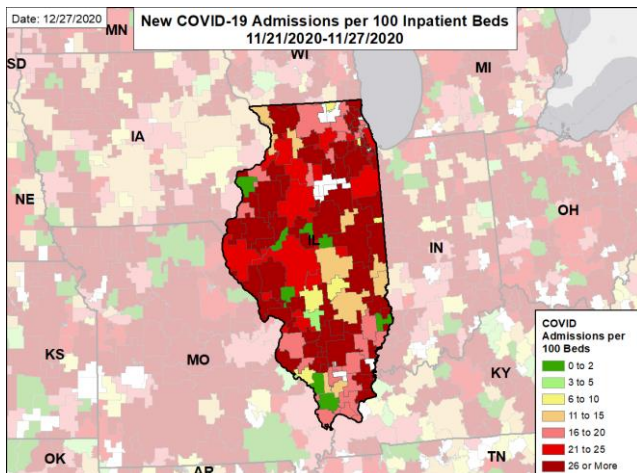 Date: 12/27/2020
New COVID-19 Admissions per 100 Inpatient Beds
11/21/2020-11/27/2020
MN
WI
SD
MI
IA
NE
OH
IL
IN
KS
MO
KY
OK
AR
TN
COVID
Admissions per
100 Beds
0 to 2
3 to 5
6 to 10
11 to 15
16 to 20
21 to 25
26 or More